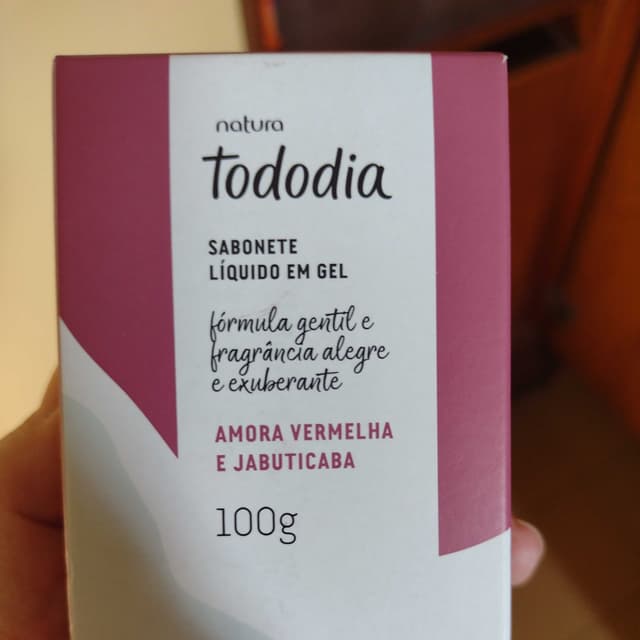 natura
Tododia
SABONETE
LÍQUIDO EM GEL
fórmula gentil e
fragrância alegre
e exuberante
AMORA VERMELHA
E JABUTICABA
100g